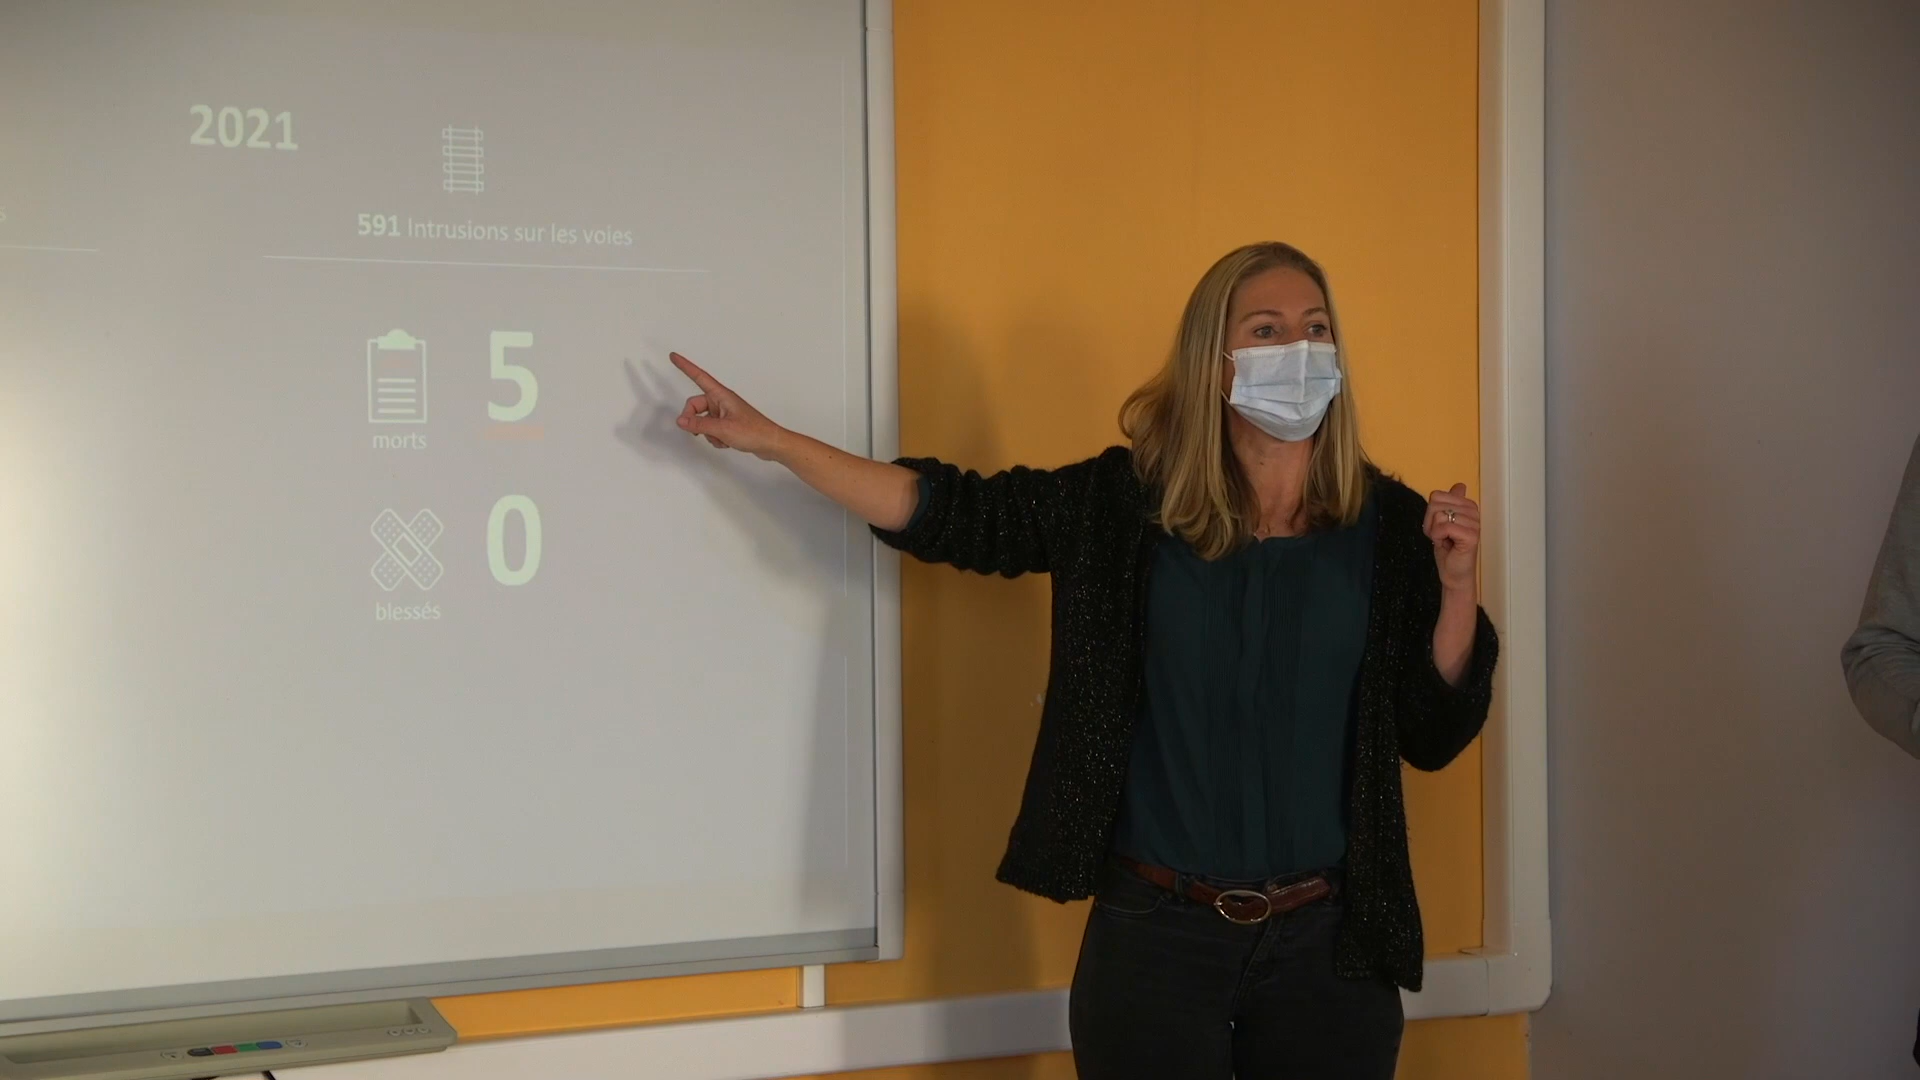 2021
591 Intrusions sur les voies
5
morts
0
blessés